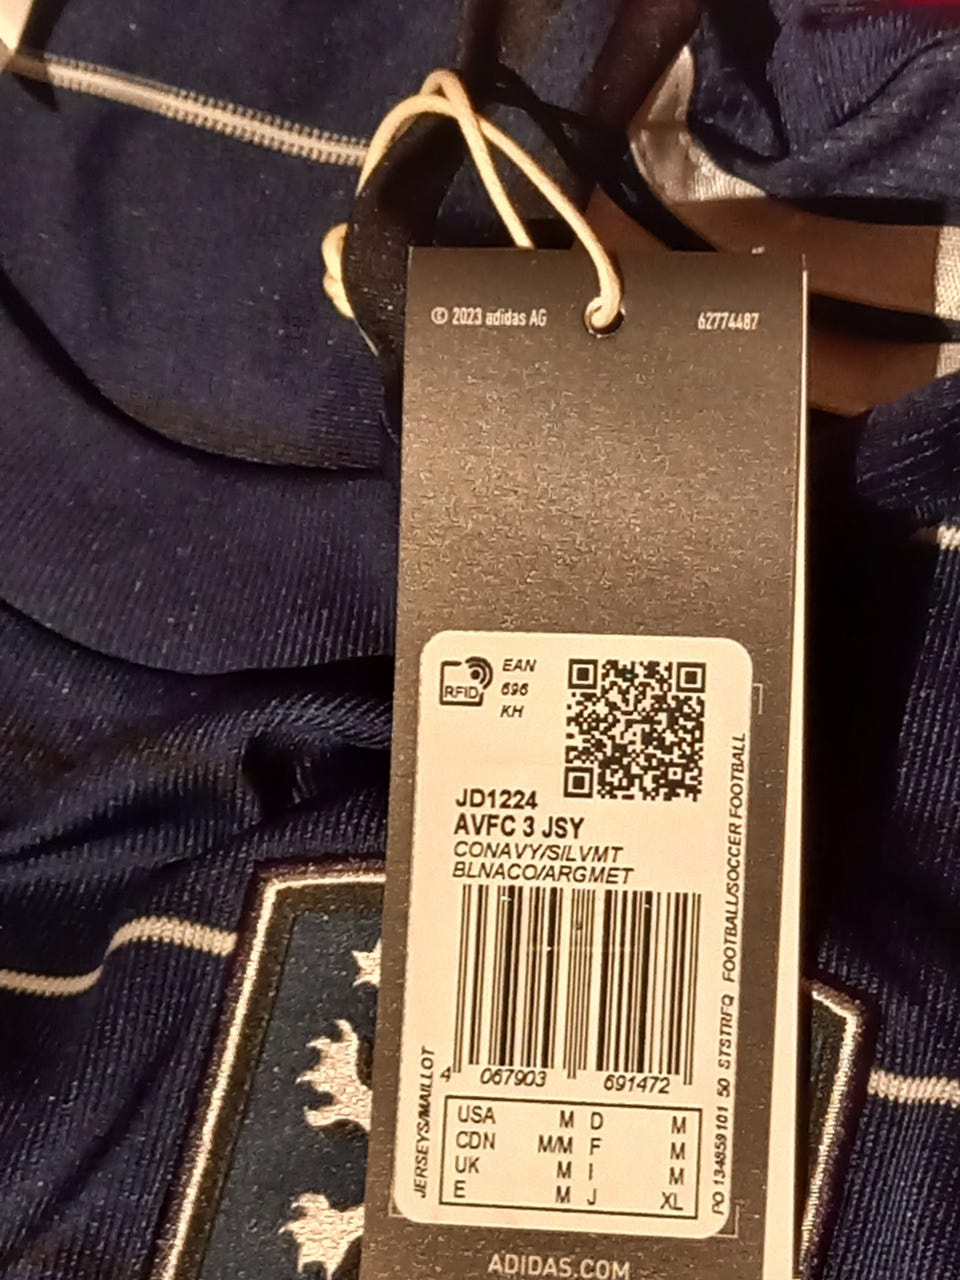 © 2023 adidas AG
62774487
RFID
EAN
696
KH
JD1224
AVFC 3 JSY
CONAVY/SILVMT
BLNACO/ARGMET
4 067903 691472
USA M D M
CDN M/M F M
UK M I M
E M J XL
JERSEYS/MAILLOT
PO 134859101 50 STSTRFQ FOOTBALL/SOCCER FOOTBALL
ADIDAS.COM